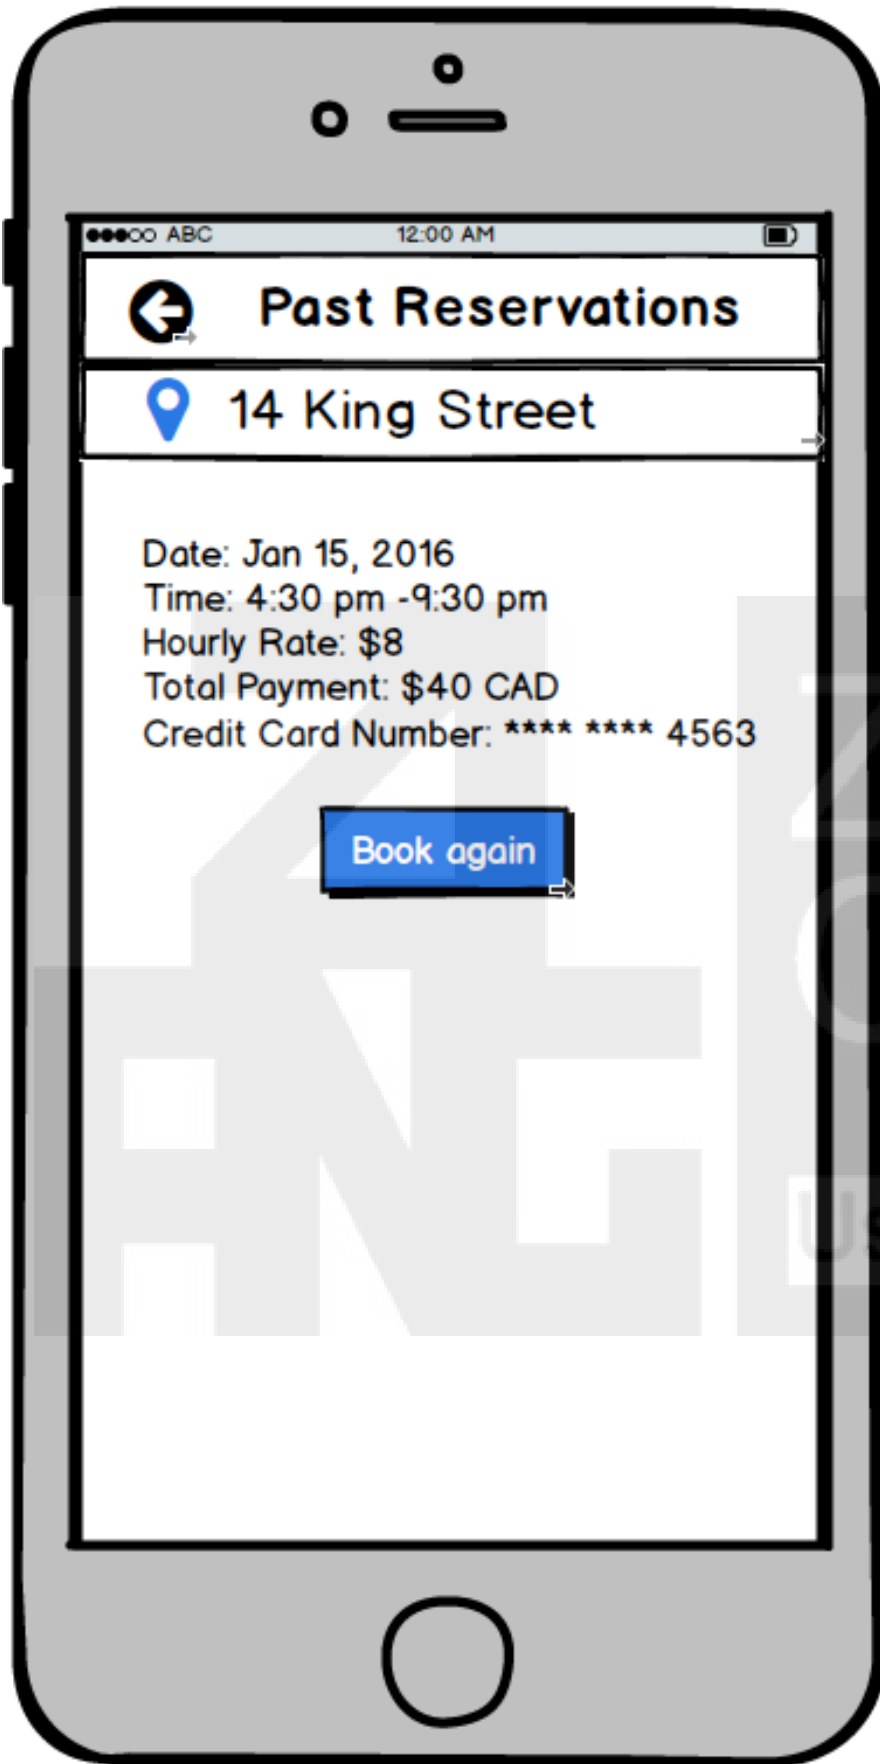 ABC 12:00 AM
Past Reservations
14 King Street
Date: Jan 15, 2016
Time: 4:30 pm -9:30 pm
Hourly Rate: $8
Total Payment: $40 CAD
Credit Card Number: **** **** 4563
Book again